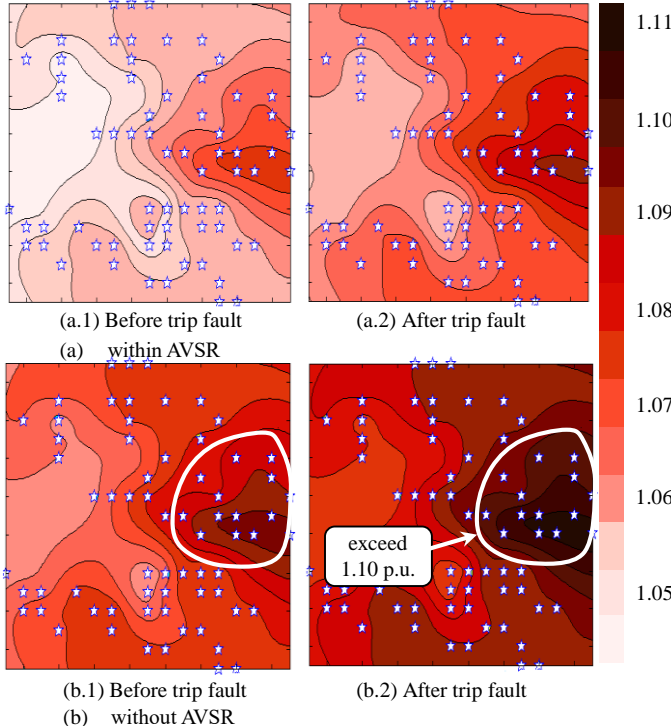 1.11
1.10
1.09
1.08
1.07
1.06
1.05
(a.1) Before trip fault
(a.2) After trip fault
(a) within AVSR
exceed
1.10 p.u.
(b.1) Before trip fault
(b.2) After trip fault
(b) without AVSR